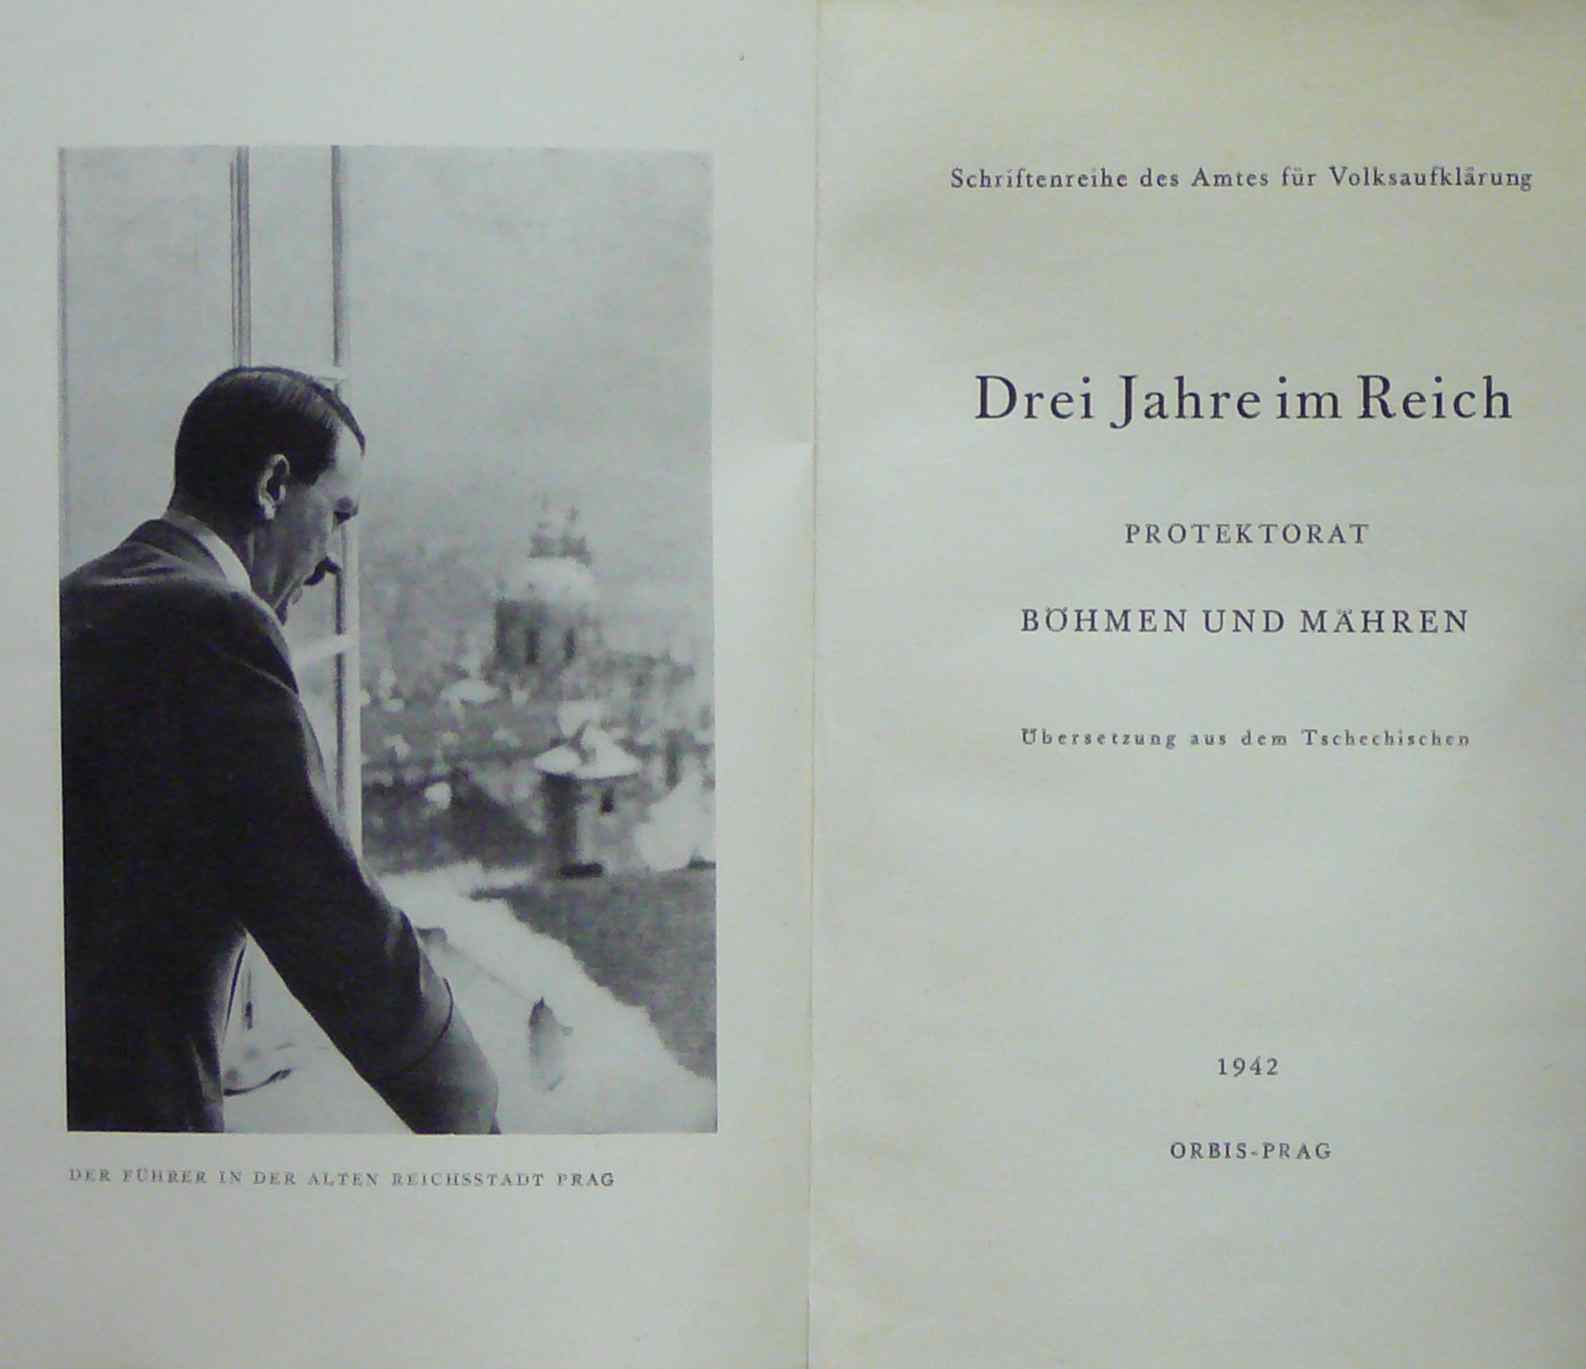 DER FÜHRER IN DER ALTEN REICHSSTADT PRAG
Schriftenreihe des Amtes für Volksaufklärung
Drei Jahre im Reich
PROTEKTORAT
BÖHMEN UND MÄHREN
Übersetzung aus dem Tschechischen
1942
ORBIS-PRAG